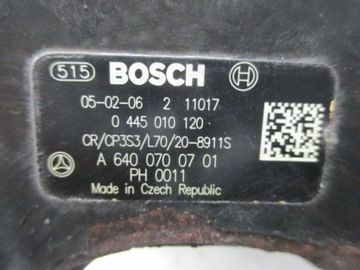 515 BOSCH
05-02-06 2 11017
0 445 010 120
CR/CP3S3/L70/20-8911S
A 640 070 07 01
PH 0011
Made in Czech Republic